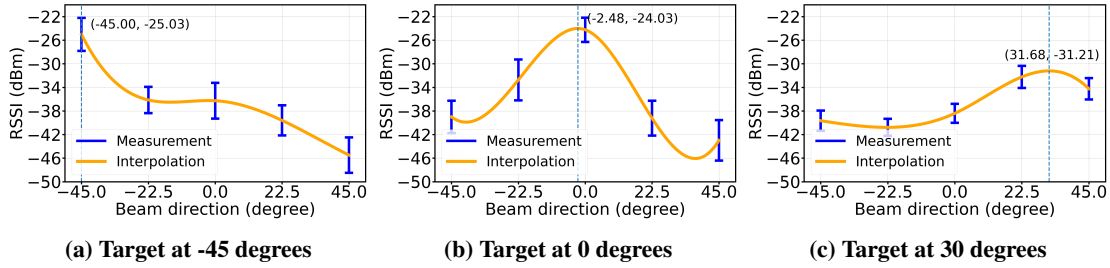 RSSI (dBm)
−22
−26
−30
−34
−38
−42
−46
−50
(-45.00, -25.03)
Measurement
Interpolation
−45.0 −22.5 0.0 22.5 45.0
Beam direction (degree)
(a) Target at -45 degrees
RSSI (dBm)
−22
−26
−30
−34
−38
−42
−46
−50
(-2.48, -24.03)
Measurement
Interpolation
−45.0 −22.5 0.0 22.5 45.0
Beam direction (degree)
(b) Target at 0 degrees
RSSI (dBm)
−22
−26
−30
−34
−38
−42
−46
−50
(31.68, -31.21)
Measurement
Interpolation
−45.0 −22.5 0.0 22.5 45.0
Beam direction (degree)
(c) Target at 30 degrees